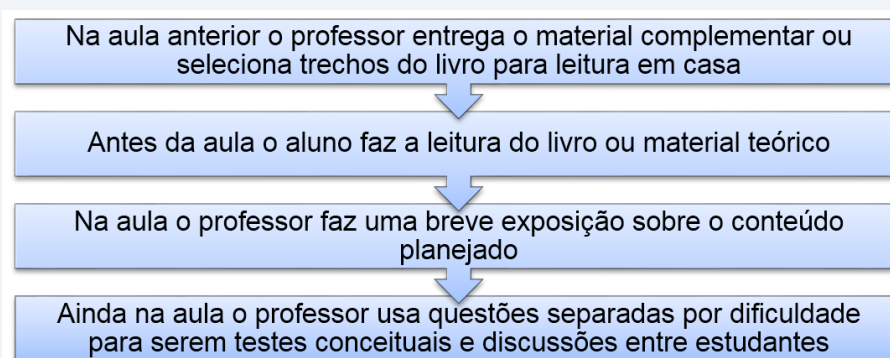 Na aula anterior o professor entrega o material complementar ou
seleciona trechos do livro para leitura em casa
Antes da aula o aluno faz a leitura do livro ou material teórico
Na aula o professor faz uma breve exposição sobre o conteúdo
planejado
Ainda na aula o professor usa questões separadas por dificuldade
para serem testes conceituais e discussões entre estudantes